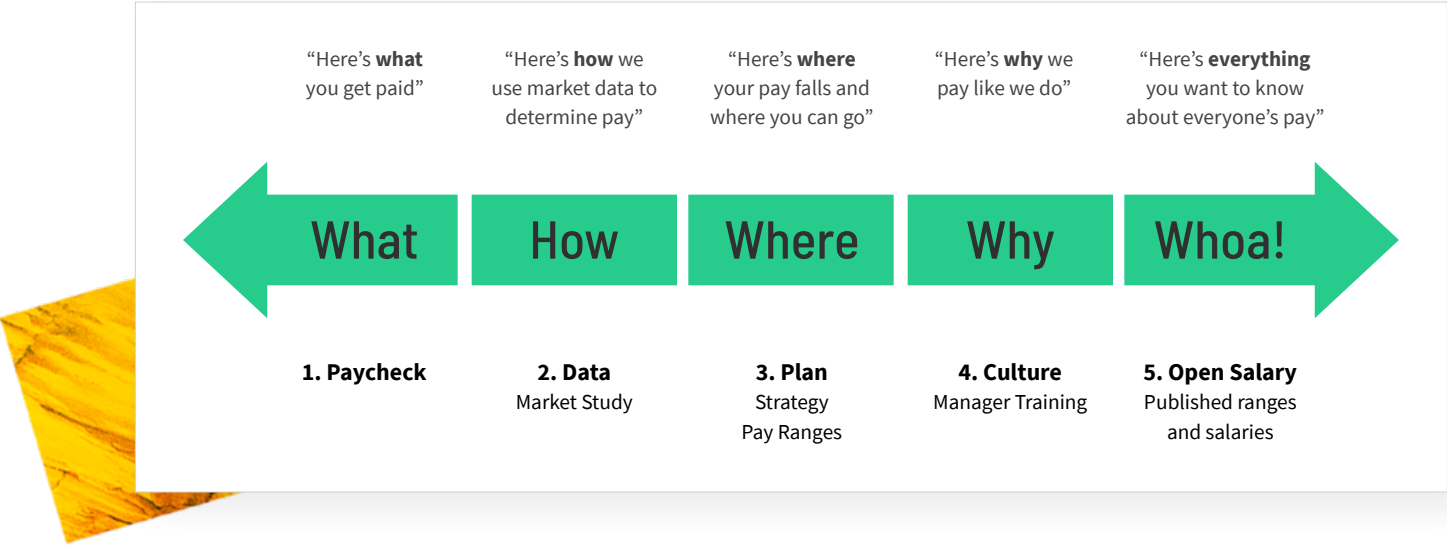 “Here’s what
you get paid”
“Here’s how we
use market data to
determine pay”
“Here’s where
your pay falls and
where you can go”
“Here’s why we
pay like we do”
“Here’s everything
you want to know
about everyone’s pay”
What
How
Where
Why
Whoa!
1. Paycheck
2. Data
Market Study
3. Plan
Strategy
Pay Ranges
4. Culture
Manager Training
5. Open Salary
Published ranges
and salaries